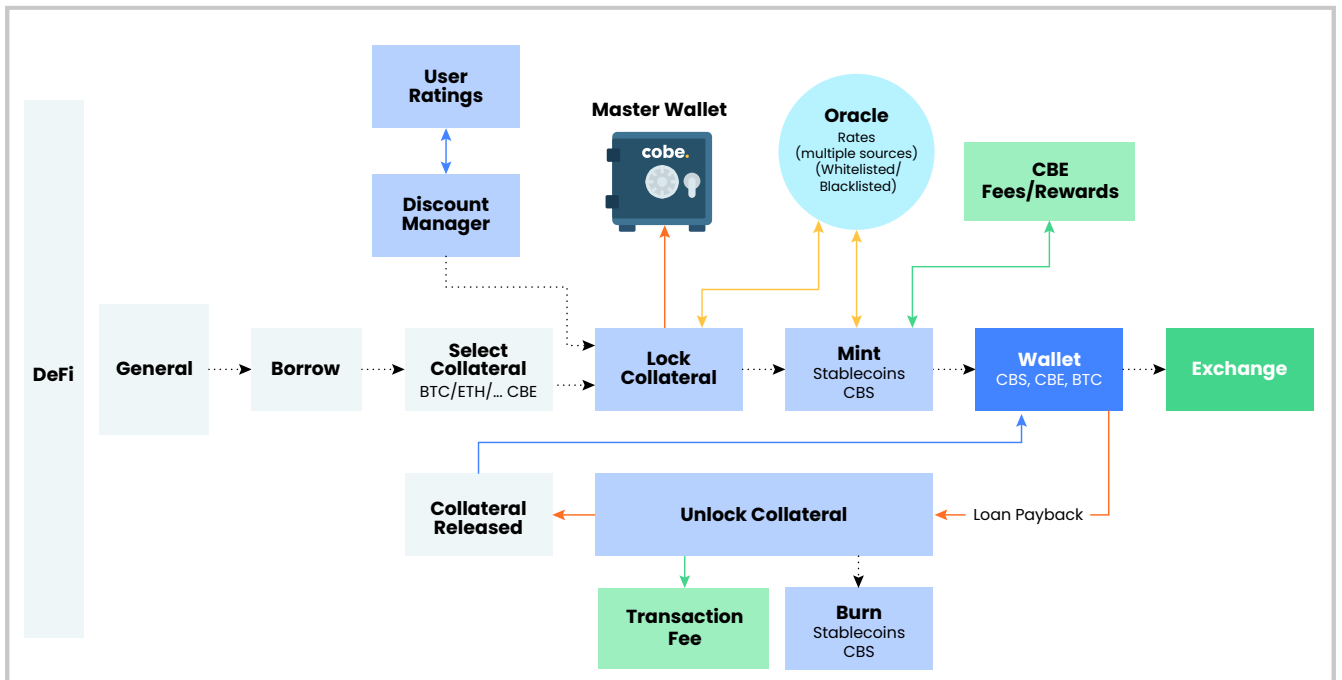 User
Ratings
Master Wallet
cobe.
Oracle
Rates
(multiple sources)
(Whitelisted/
Blacklisted)
CBE
Fees/Rewards
Discount
Manager
DeFi
General
Borrow
Select
Collateral
BTC/ETH/... CBE
Lock
Collateral
Mint
Stablecoins
CBS
Wallet
CBS, CBE, BTC
Exchange
Collateral
Released
Unlock Collateral
Loan Payback
Transaction
Fee
Burn
Stablecoins
CBS